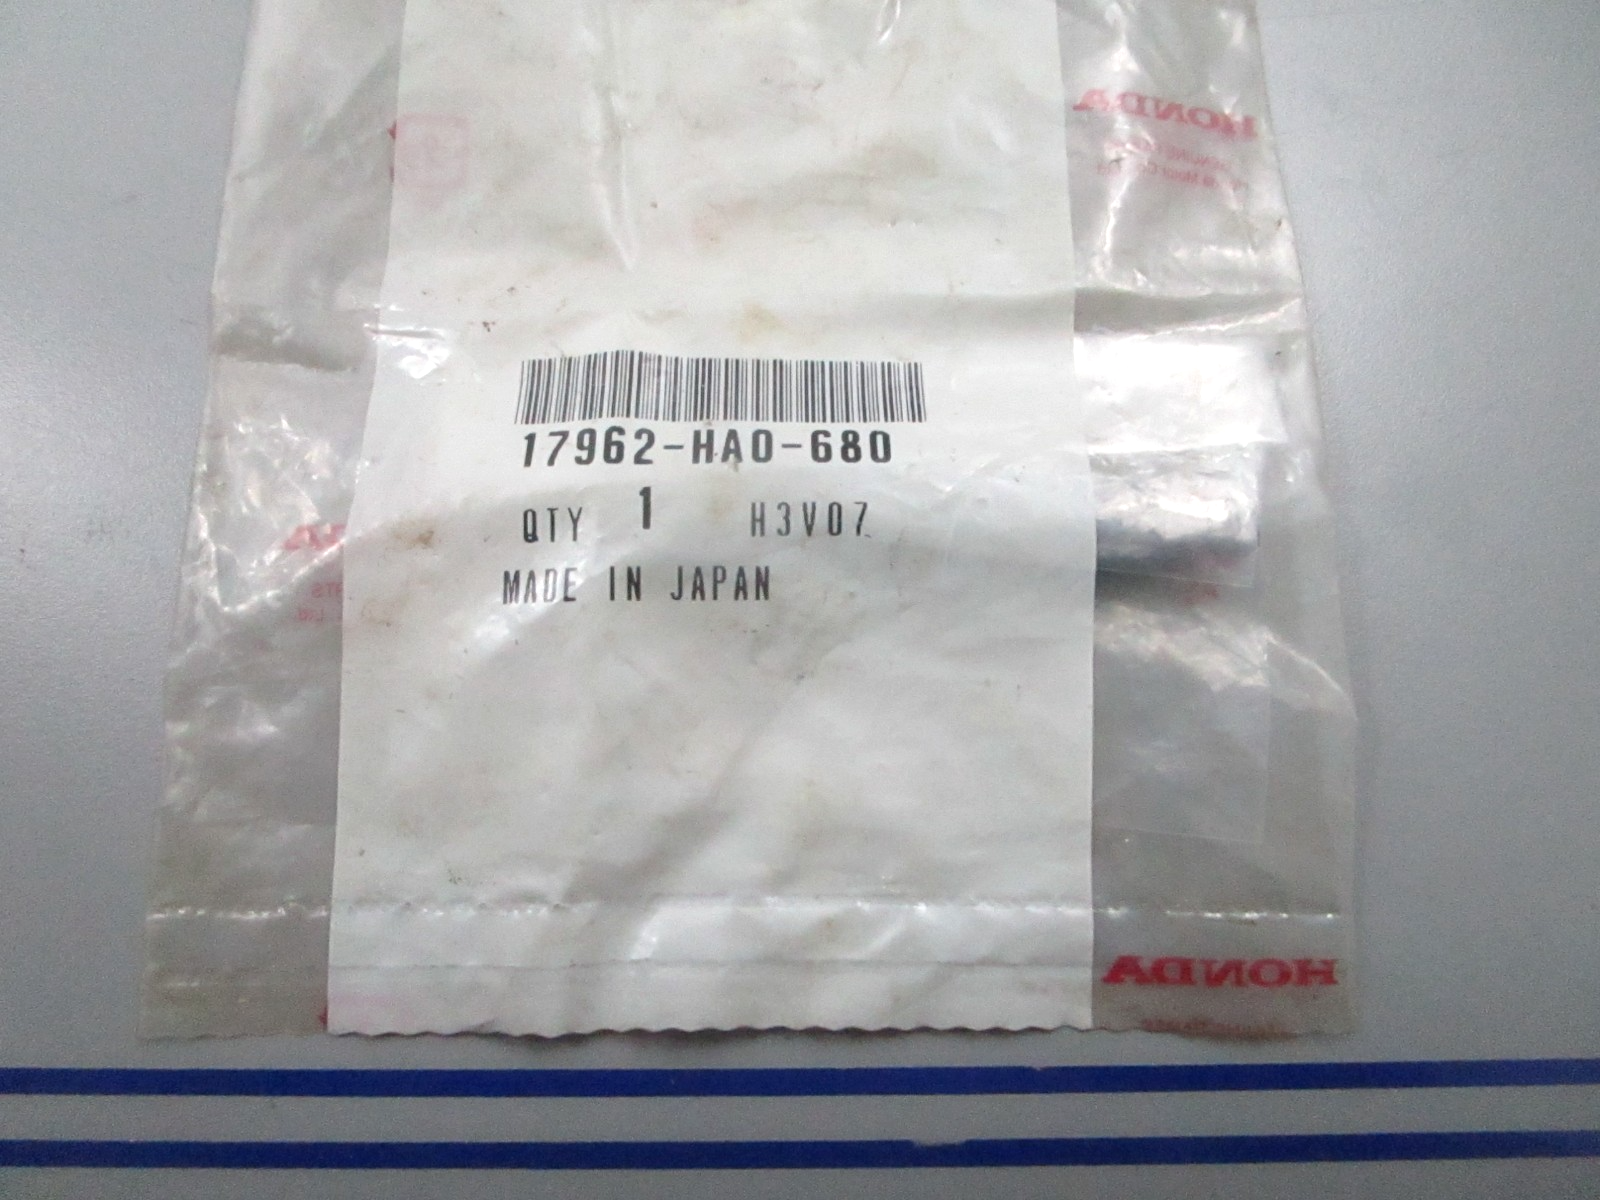 HONDA
17962-HA0-680
QTY 1 H3V07
MADE IN JAPAN
HONDA